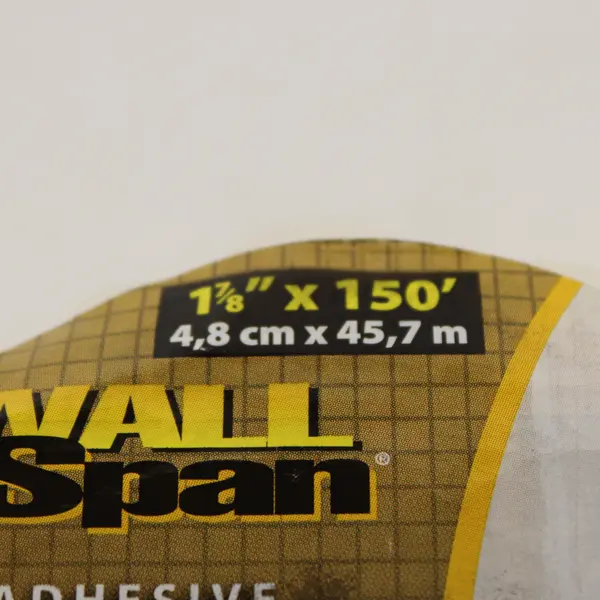 1⅞" x 150'
4,8 cm x 45,7 m
WALL
Span®
ADHESIVE